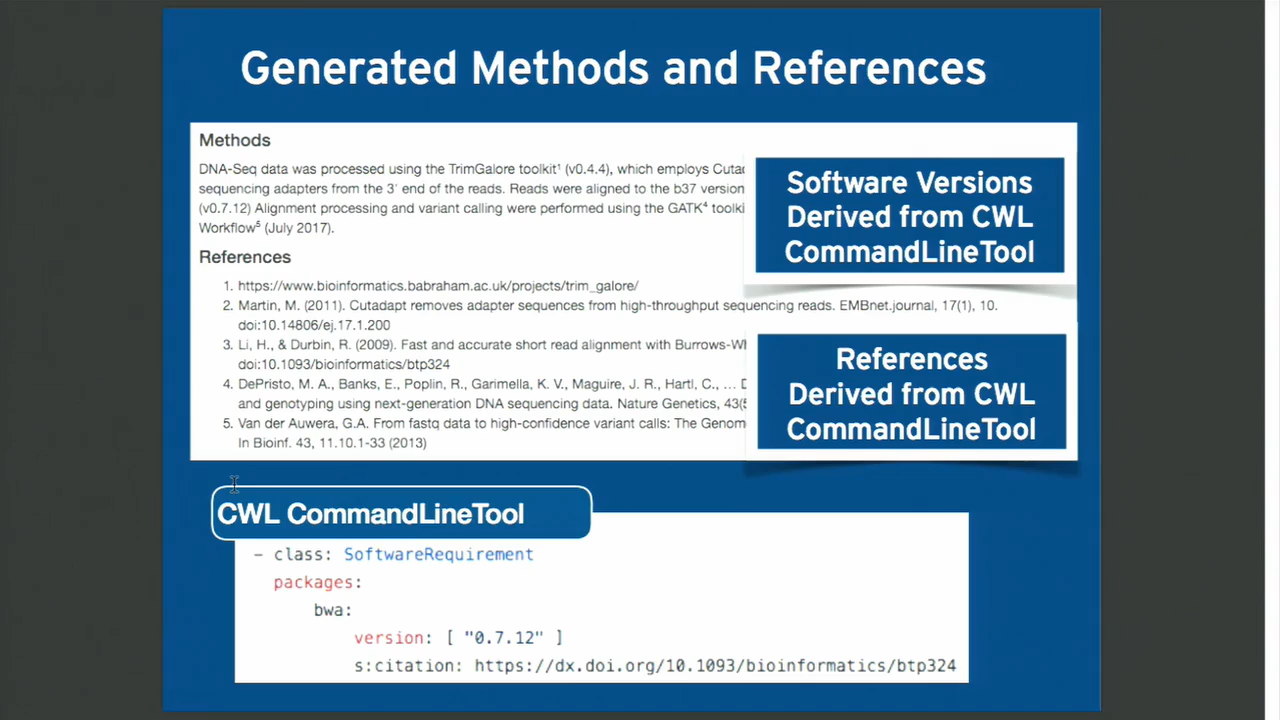 Generated Methods and References
Methods
DNA-Seq data was processed using the TrimGalore toolkit¹ (v0.4.4), which employs Cutad
sequencing adapters from the 3' end of the reads. Reads were aligned to the b37 version
(v0.7.12) Alignment processing and variant calling were performed using the GATK⁴ toolki
Workflow⁵ (July 2017).
Software Versions
Derived from CWL
CommandLineTool
References
1. https://www.bioinformatics.babraham.ac.uk/projects/trim_galore/
2. Martin, M. (2011). Cutadapt removes adapter sequences from high-throughput sequencing reads. EMBnet.journal, 17(1), 10.
doi:10.14806/ej.17.1.200
3. Li, H., & Durbin, R. (2009). Fast and accurate short read alignment with Burrows-Wh
doi:10.1093/bioinformatics/btp324
4. DePristo, M. A., Banks, E., Poplin, R., Garimella, K. V., Maguire, J. R., Hartl, C., … D
and genotyping using next-generation DNA sequencing data. Nature Genetics, 43(5
5. Van der Auwera, G.A. From fastq data to high-confidence variant calls: The Genom
In Bioinf. 43, 11.10.1-33 (2013)
References
Derived from CWL
CommandLineTool
CWL CommandLineTool
- class: SoftwareRequirement
packages:
bwa:
version: [ "0.7.12" ]
s:citation: https://dx.doi.org/10.1093/bioinformatics/btp324